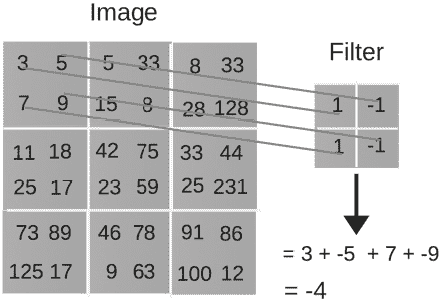 Image
Filter
3 5 5 33 8 33
7 9 15 8 28 128
11 18 42 75 33 44
25 17 23 59 25 231
73 89 46 78 91 86
125 17 9 63 100 12
1 -1
1 -1
= 3 + -5 + 7 + -9
= -4